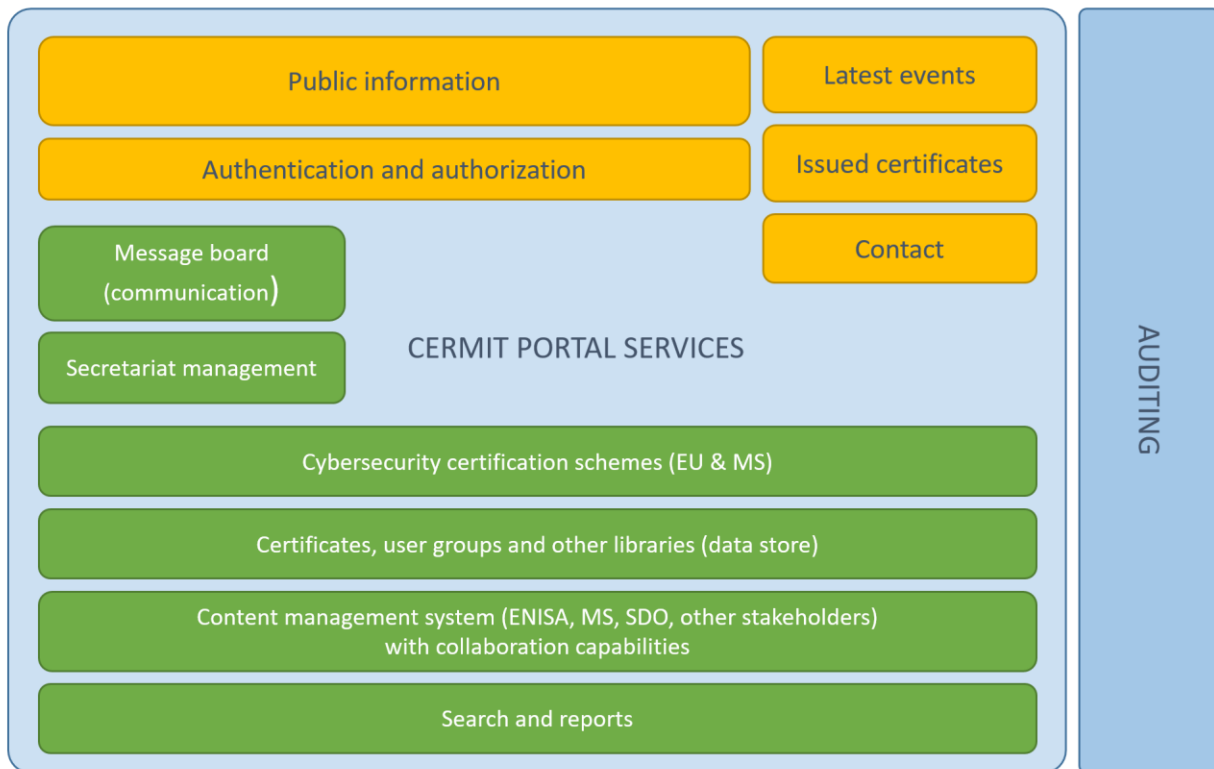 Public information
Latest events
Authentication and authorization
Issued certificates
Message board
(communication)
Contact
Secretariat management
CERMIT PORTAL SERVICES
Cybersecurity certification schemes (EU & MS)
Certificates, user groups and other libraries (data store)
Content management system (ENISA, MS, SDO, other stakeholders)
with collaboration capabilities
Search and reports
AUDITING